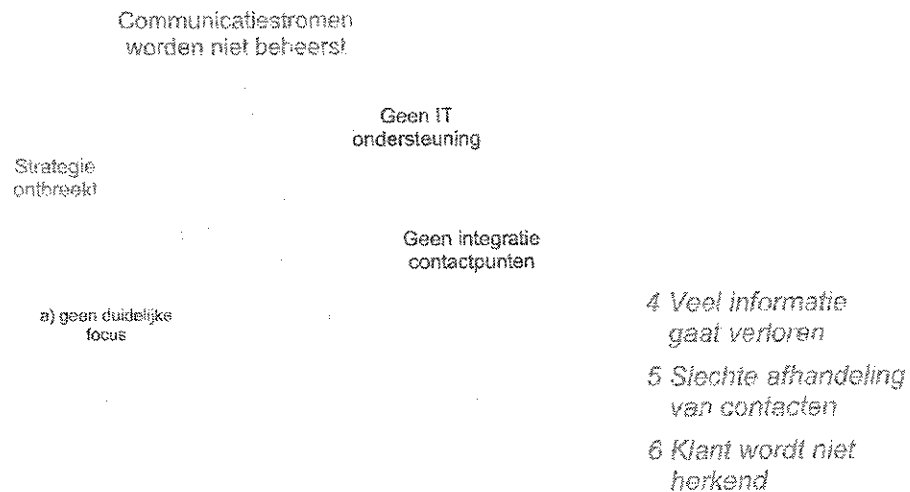 Communicatiestromen
worden niet beheerst
Geen IT
ondersteuning
Strategie
ontbreekt
Geen integratie
contactpunten
a) geen duidelijke
focus
4 Veel informatie
gaat verloren
5 Slechte afhandeling
van contacten
6 Klant wordt niet
herkend